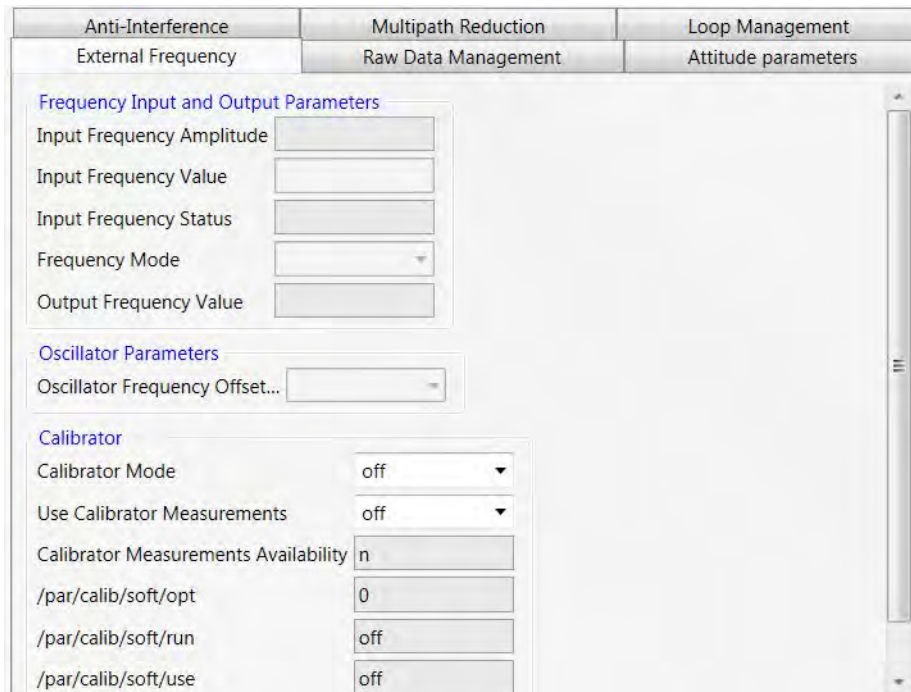 Anti-Interference
Multipath Reduction
Loop Management
External Frequency
Raw Data Management
Attitude parameters
Frequency Input and Output Parameters
Input Frequency Amplitude
Input Frequency Value
Input Frequency Status
Frequency Mode
Output Frequency Value
Oscillator Parameters
Oscillator Frequency Offset...
Calibrator
Calibrator Mode off
Use Calibrator Measurements off
Calibrator Measurements Availability n
/par/calib/soft/opt 0
/par/calib/soft/run off
/par/calib/soft/use off